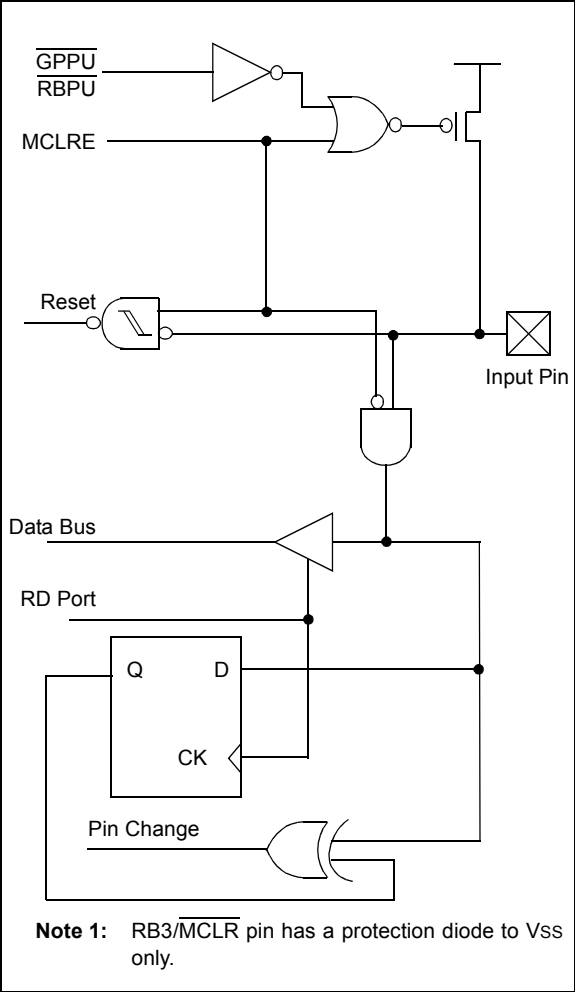 GPPU
RBPU
MCLRE
Reset
Input Pin
Data Bus
RD Port
Q D
CK
Pin Change
Note 1: RB3/MCLR pin has a protection diode to VSS
only.